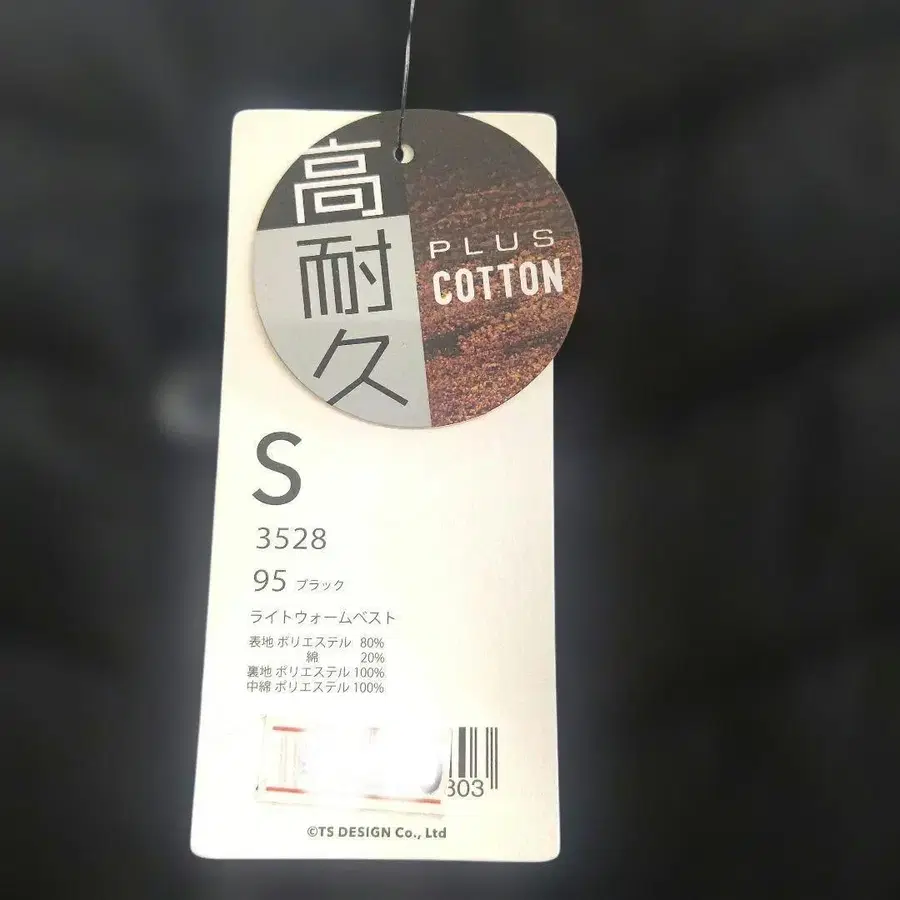 高
耐
久
PLUS
COTTON
S
3528
95 ブラック
ライトウォームベスト
表地 ポリエステル 80%
綿 20%
裏地 ポリエステル 100%
中綿 ポリエステル 100%
303
©TS DESIGN Co., Ltd